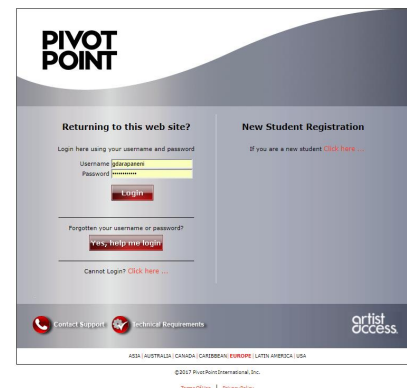 PIVOT
POINT
Returning to this web site?
Login here using your username and password
Username gdarapaneni
Password ••••••••••••
Login
Forgotten your username or password?
Yes, help me login
Cannot Login? Click here ...
New Student Registration
If you are a new student Click here ...
Contact Support
Technical Requirements
artist
access.
ASIA | AUSTRALIA | CANADA | CARIBBEAN | EUROPE | LATIN AMERICA | USA
©2017 Pivot Point International, Inc.